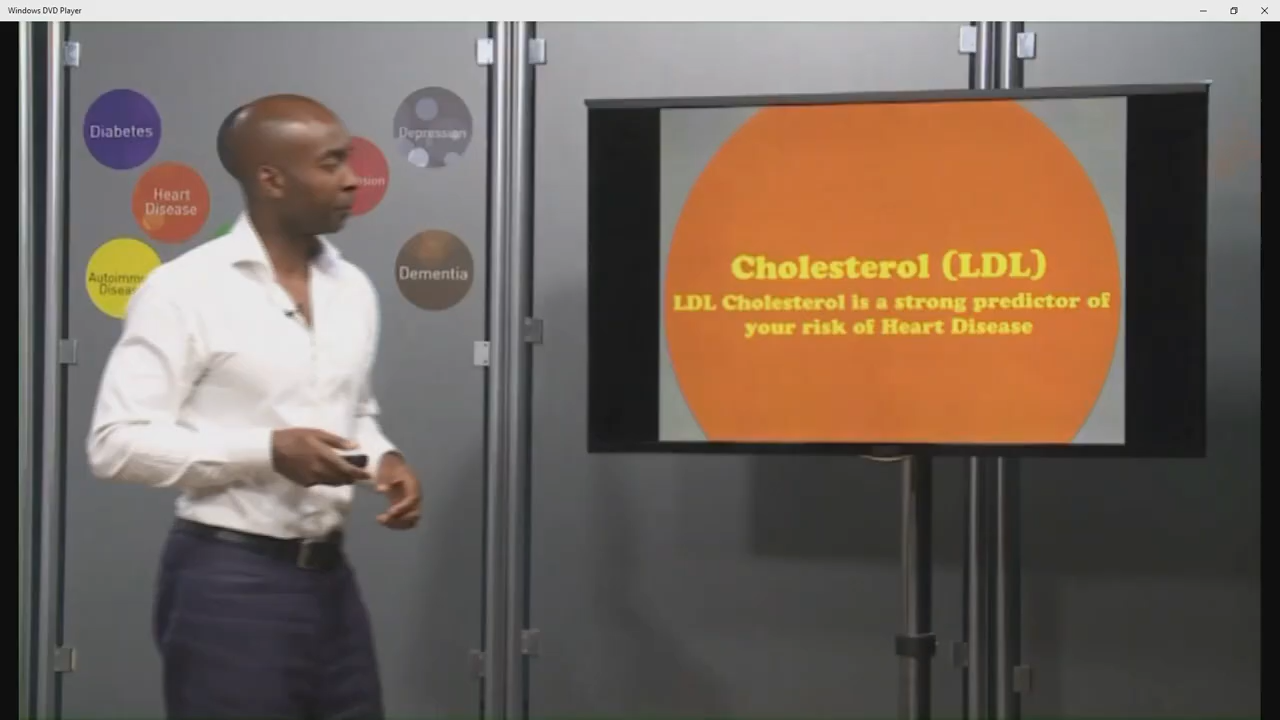 Windows DVD Player
Diabetes
Depression
Heart
Disease
Dementia
Cholesterol (LDL)
LDL Cholesterol is a strong predictor of
your risk of Heart Disease